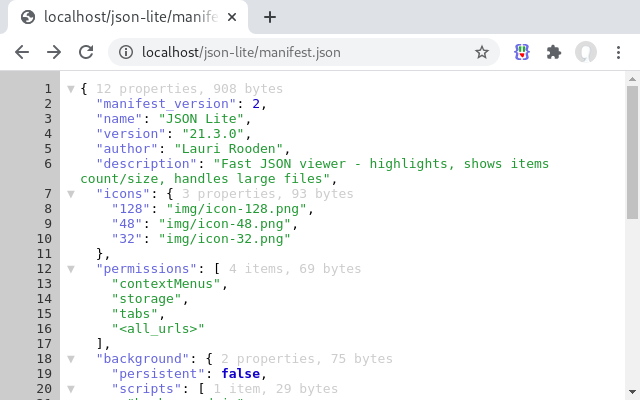 localhost/json-lite/manife
localhost/json-lite/manifest.json
1 { 12 properties, 908 bytes
2 "manifest_version": 2,
3 "name": "JSON Lite",
4 "version": "21.3.0",
5 "author": "Lauri Rooden",
6 "description": "Fast JSON viewer - highlights, shows items
count/size, handles large files",
7 "icons": { 3 properties, 93 bytes
8 "128": "img/icon-128.png",
9 "48": "img/icon-48.png",
10 "32": "img/icon-32.png"
11 },
12 "permissions": [ 4 items, 69 bytes
13 "contextMenus",
14 "storage",
15 "tabs",
16 "<all_urls>"
17 ],
18 "background": { 2 properties, 75 bytes
19 "persistent": false,
20 "scripts": [ 1 item, 29 bytes